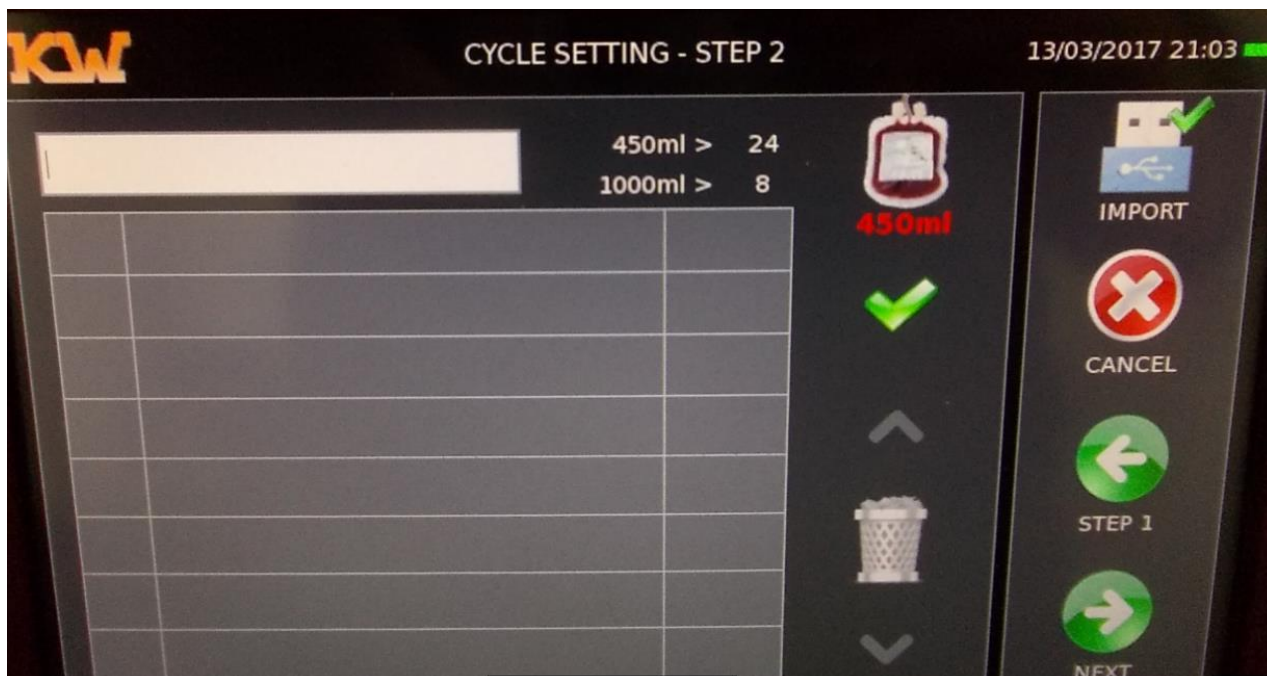 KW
CYCLE SETTING - STEP 2
13/03/2017 21:03
450ml > 24
1000ml > 8
450ml
IMPORT
CANCEL
STEP 1
NEXT